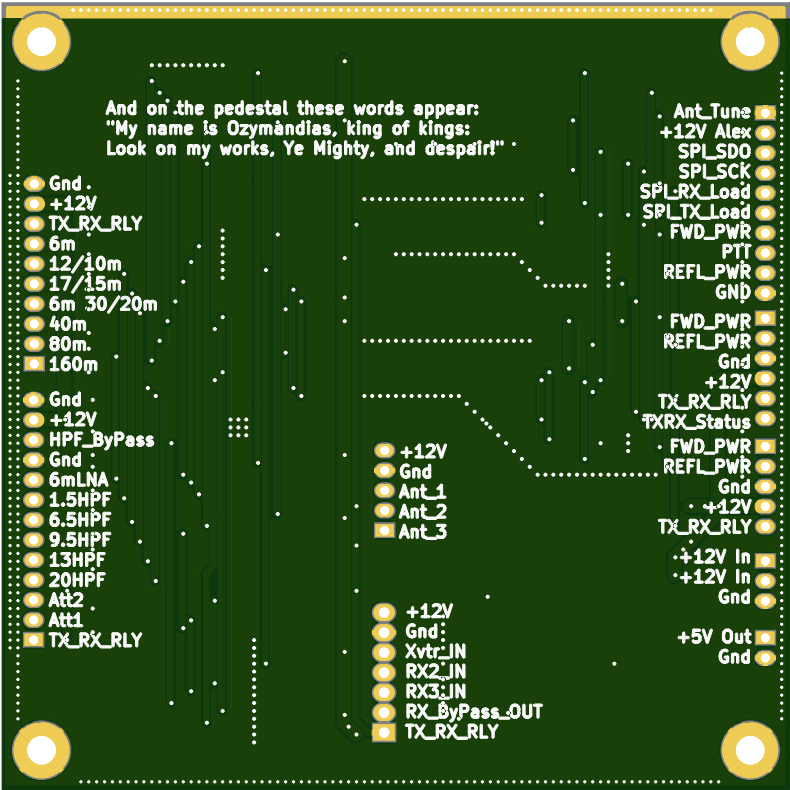 And on the pedestal these words appear:
"My name is Ozymandias, king of kings:
Look on my works, Ye Mighty, and despair!"
Gnd
+12V
TX_RX_RLY
6m
12/10m
17/15m
6m 30/20m
40m
80m
160m
Gnd
+12V
HPF_ByPass
Gnd
6mLNA
1.5HPF
6.5HPF
9.5HPF
13HPF
20HPF
Att2
Att1
TX_RX_RLY
+12V
Gnd
Ant_1
Ant_2
Ant_3
+12V
Gnd
Xvtr_IN
RX2_IN
RX3_IN
RX_ByPass_OUT
TX_RX_RLY
Ant_Tune
+12V Alex
SPI_SDO
SPI_SCK
SPI_RX_Load
SPI_TX_Load
FWD_PWR
PTT
REFL_PWR
GND
FWD_PWR
REFL_PWR
Gnd
+12V
TX_RX_RLY
TXRX_Status
FWD_PWR
REFL_PWR
Gnd
+12V
TX_RX_RLY
+12V In
+12V In
Gnd
+5V Out
Gnd